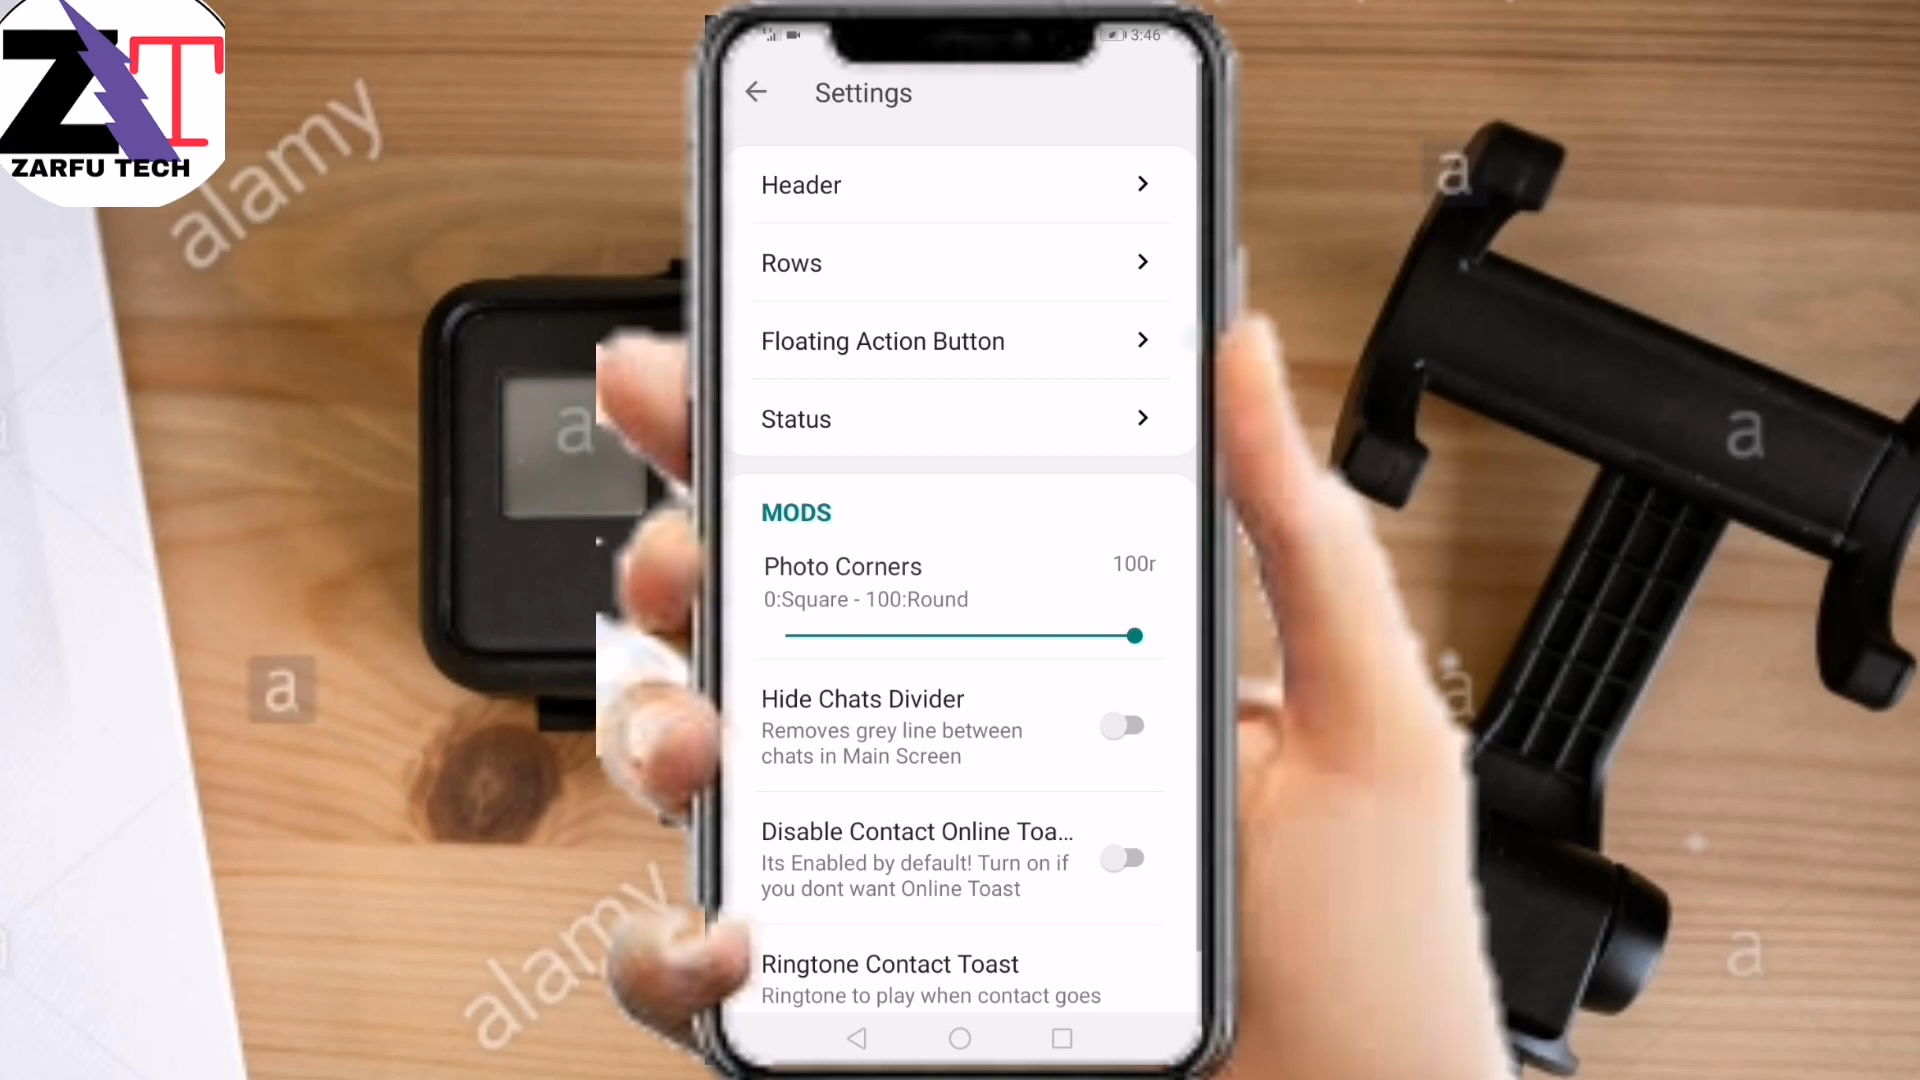 ZT
ZARFU TECH
alamy
a
3:46
Settings
Header
Rows
Floating Action Button
Status
a
a
MODS
Photo Corners
100r
0:Square - 100:Round
a
a
Hide Chats Divider
Removes grey line between
chats in Main Screen
Disable Contact Online Toa...
Its Enabled by default! Turn on if
you dont want Online Toast
alamy
a
Ringtone Contact Toast
Ringtone to play when contact goes